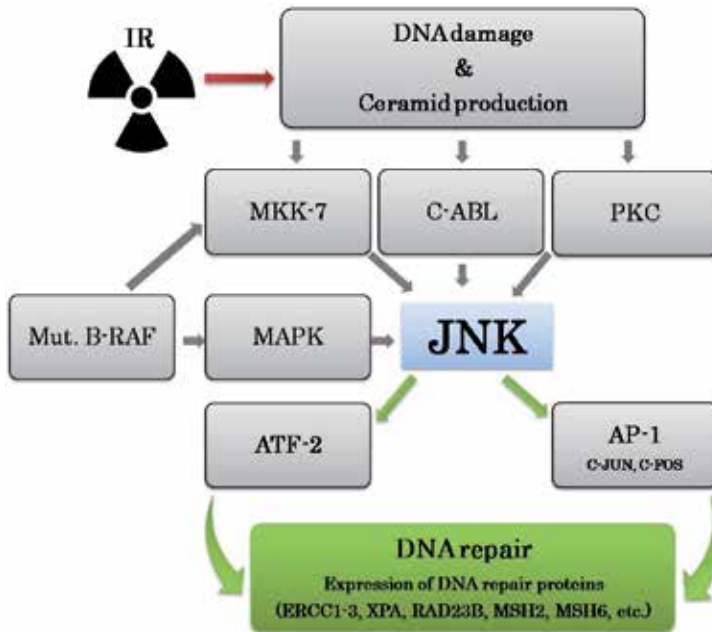 IR
DNA damage
&
Ceramid production
MKK-7
C-ABL
PKC
Mut. B-RAF
MAPK
JNK
ATF-2
AP-1
C-JUN, C-FOS
DNA repair
Expression of DNA repair proteins
(ERCC1-3, XPA, RAD23B, MSH2, MSH6, etc.)